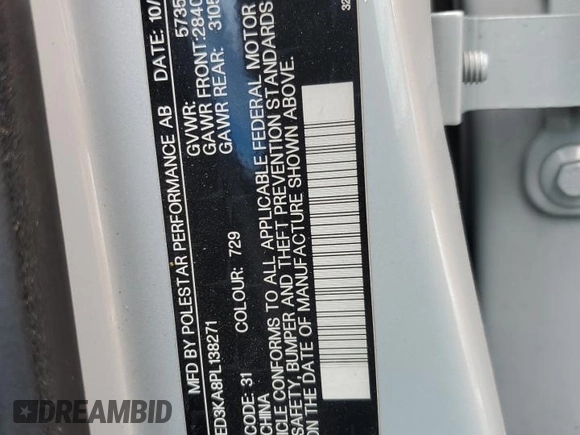 MFD BY POLESTAR PERFORMANCE AB DATE: 10/
GVWR: 5735
GAWR FRONT: 2840
GAWR REAR: 3105
ED3KA8PL138271
CODE: 31 COLOUR: 729
CHINA
ICLE CONFORMS TO ALL APPLICABLE FEDERAL MOTOR
SAFETY, BUMPER AND THEFT PREVENTION STANDARDS
ON THE DATE OF MANUFACTURE SHOWN ABOVE.
32
DREAMBID